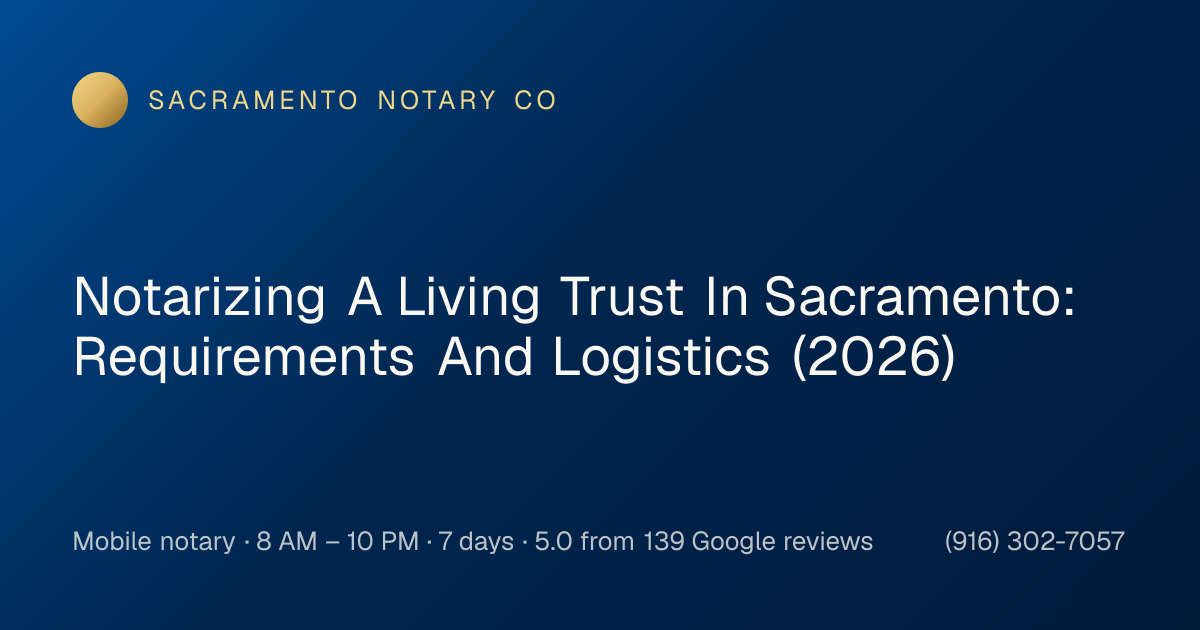 SACRAMENTO NOTARY CO
Notarizing A Living Trust In Sacramento:
Requirements And Logistics (2026)
Mobile notary · 8 AM – 10 PM · 7 days · 5.0 from 139 Google reviews
(916) 302-7057